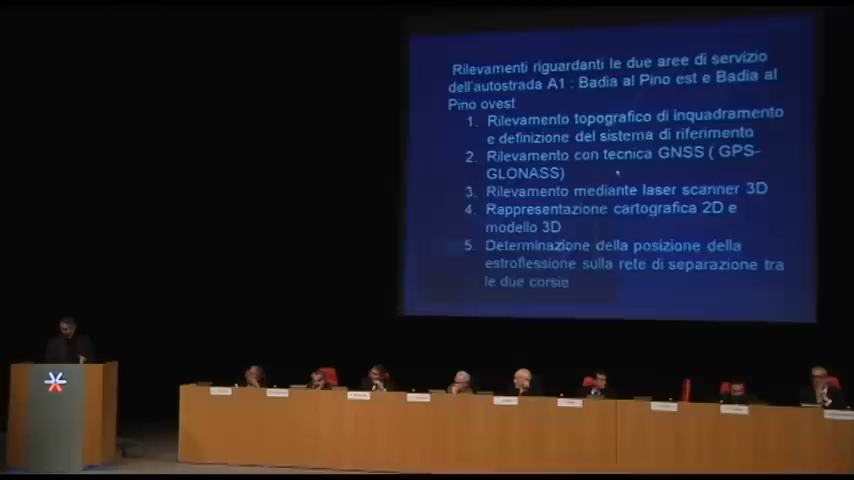 Rilevamenti riguardanti le due aree di servizio
dell'autostrada A1 : Badia al Pino est e Badia al
Pino ovest
1. Rilevamento topografico di inquadramento
e definizione del sistema di riferimento
2. Rilevamento con tecnica GNSS ( GPS-
GLONASS)
3. Rilevamento mediante laser scanner 3D
4. Rappresentazione cartografica 2D e
modello 3D
5. Determinazione della posizione della
estroflessione sulla rete di separazione tra
le due corsie